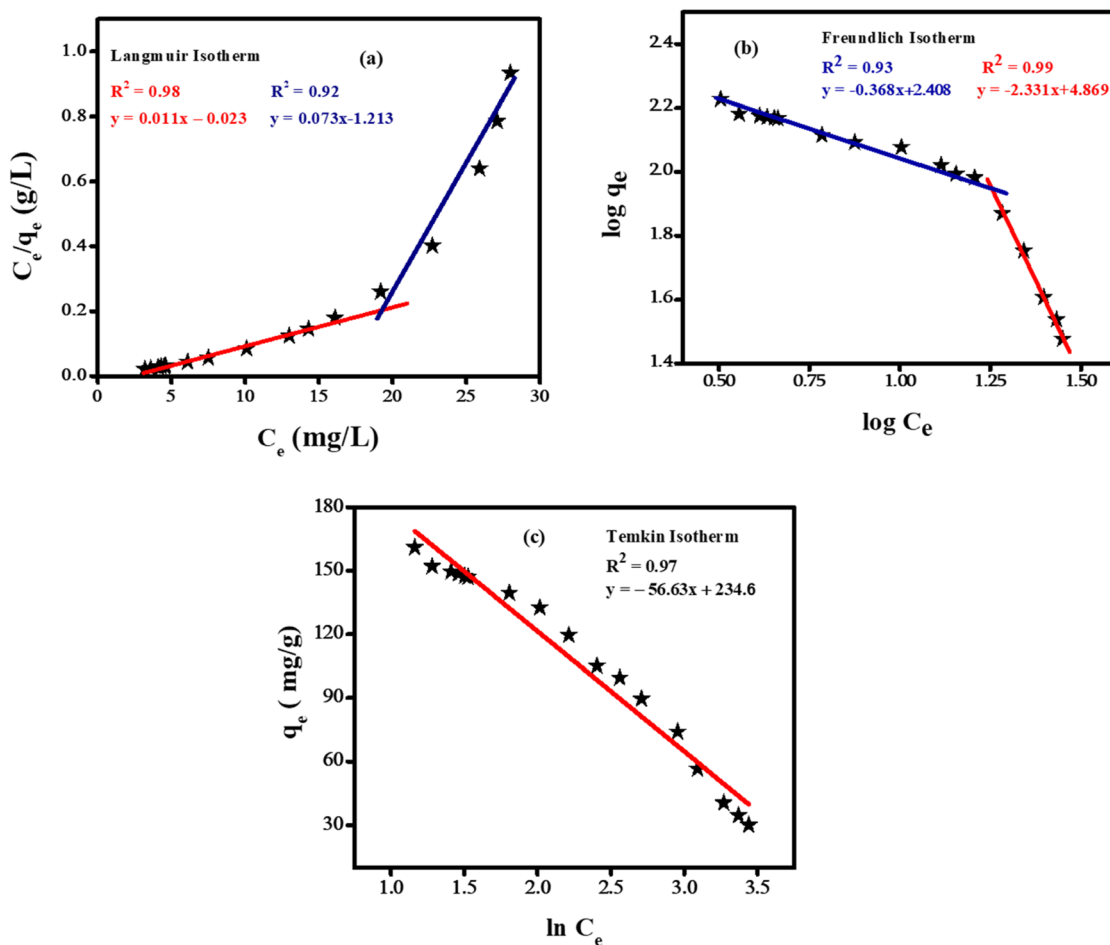 (a)
Langmuir Isotherm
R² = 0.98
R² = 0.92
y = 0.011x – 0.023
y = 0.073x-1.213
1.0
0.8
0.6
0.4
0.2
0.0
0
5
10
15
20
25
30
Cₑ/qₑ (g/L)
Cₑ (mg/L)
(b)
Freundlich Isotherm
R² = 0.93
R² = 0.99
y = -0.368x+2.408
y = -2.331x+4.869
2.4
2.2
2.0
1.8
1.6
1.4
0.50
0.75
1.00
1.25
1.50
log qₑ
log Cₑ
(c)
Temkin Isotherm
R² = 0.97
y = – 56.63x + 234.6
180
150
120
90
60
30
1.0
1.5
2.0
2.5
3.0
3.5
qₑ ( mg/g)
ln Cₑ